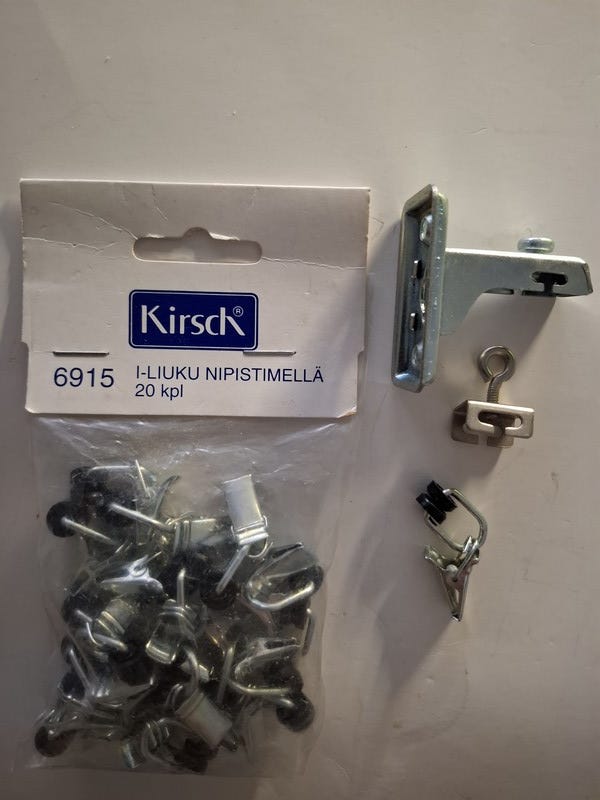 Kirsch®
6915 I-LIUKU NIPISTIMELLÄ
20 kpl